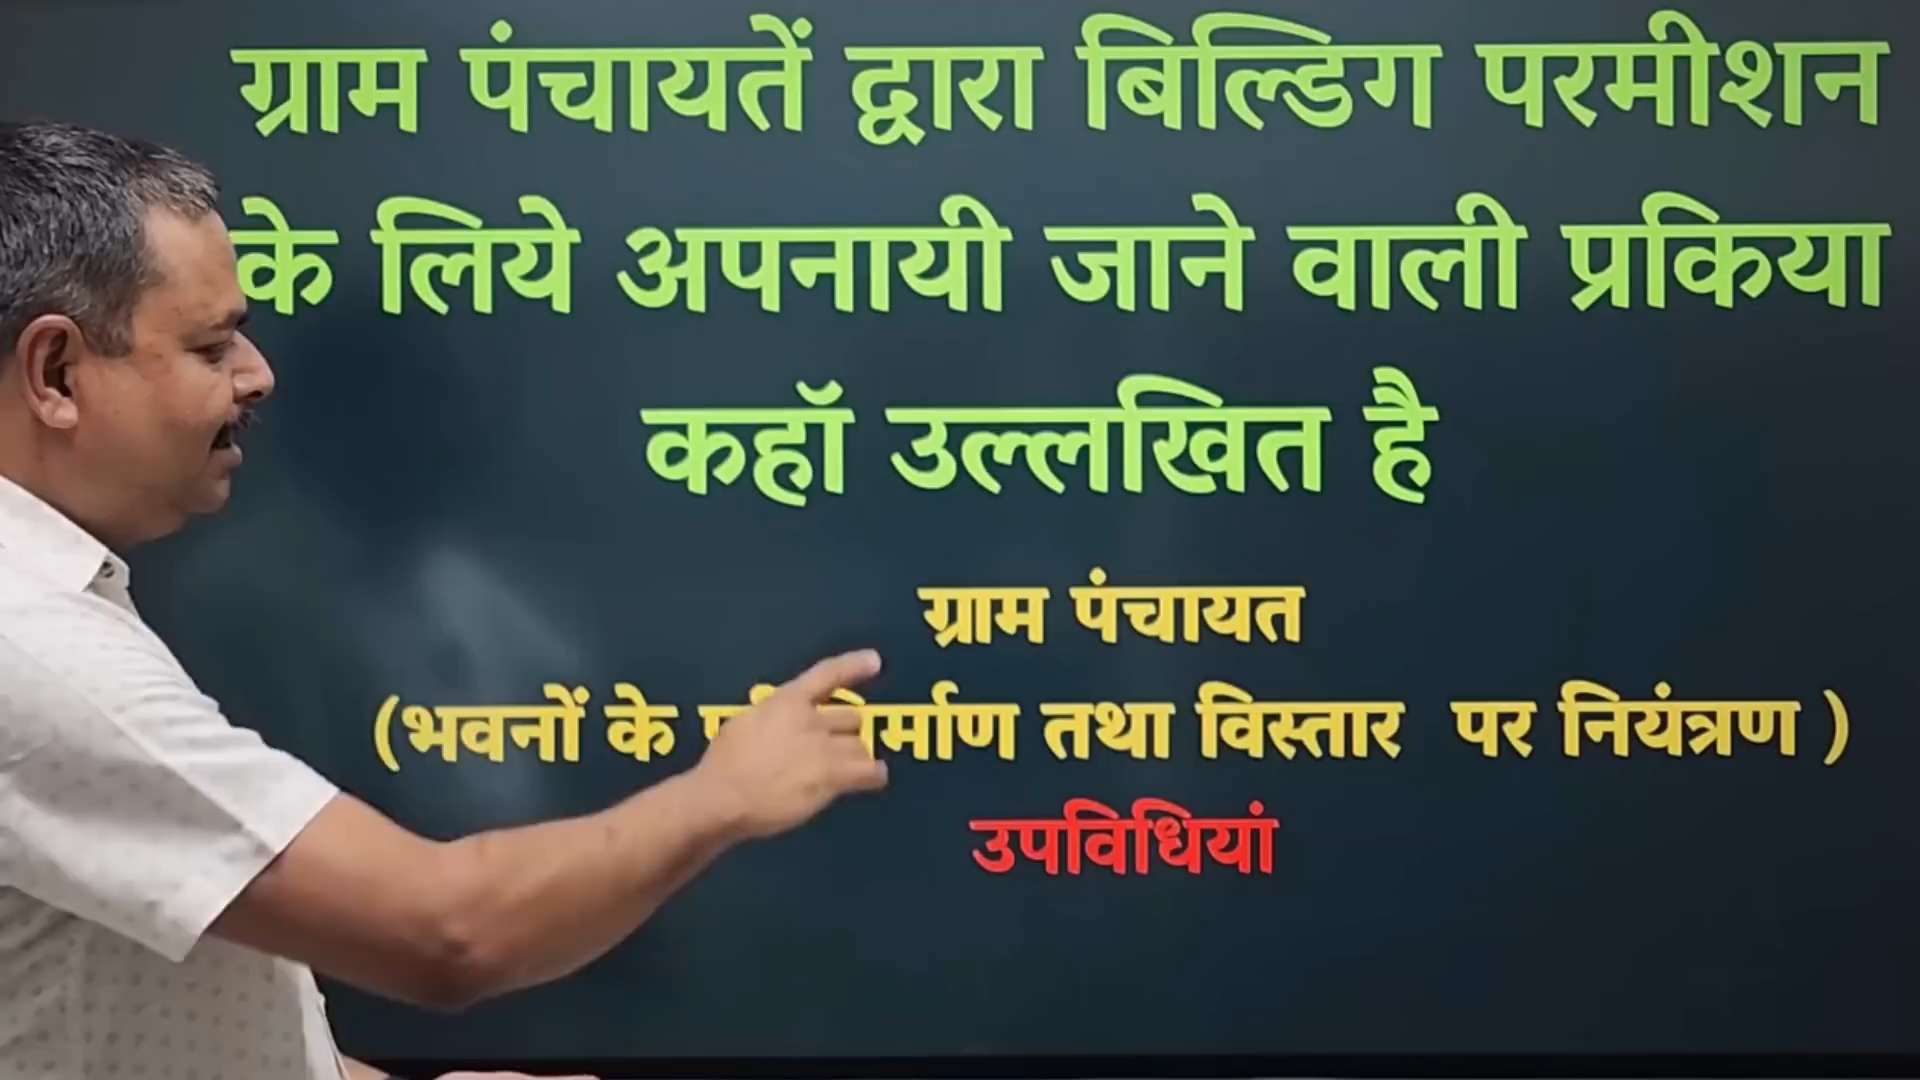 ग्राम पंचायतें द्वारा बिल्डिग परमीशन
के लिये अपनायी जाने वाली प्रकिया
कहॉ उल्लखित है
ग्राम पंचायत
(भवनों के तथा विस्तार पर नियंत्रण )
उपविधियां